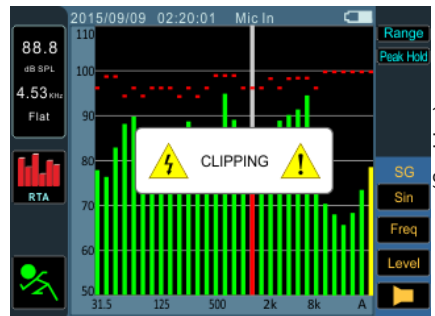 2015/09/09 02:20:01 Mic In
88.8
dB SPL
4.53 KHz
Flat
RTA
110
100
90
80
70
60
50
31.5 125 500 2k 8k A
CLIPPING
Range
Peak Hold
SG
Sin
Freq
Level